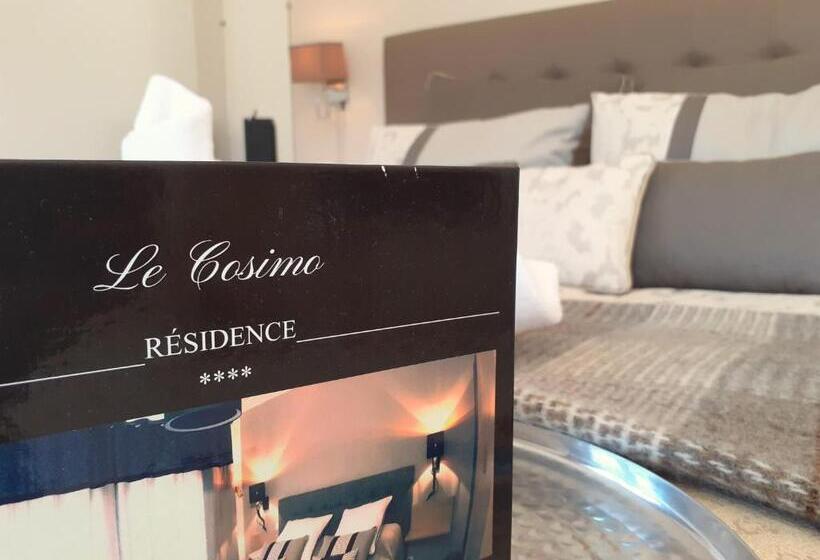 Le Cosimo
RÉSIDENCE
****